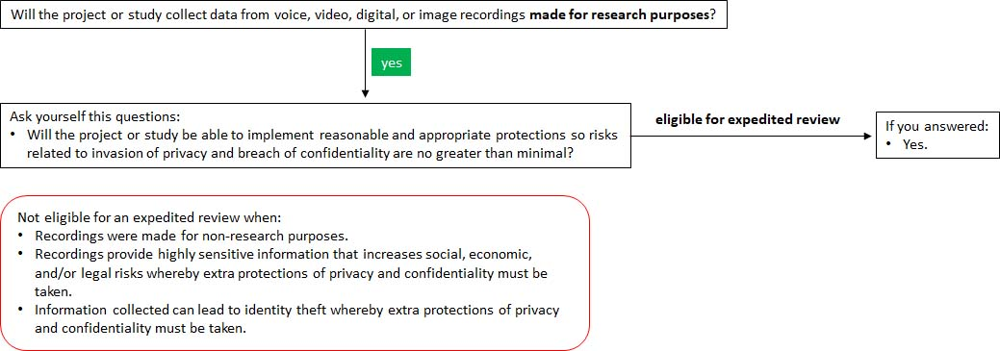 Will the project or study collect data from voice, video, digital, or image recordings made for research purposes?
yes
Ask yourself this questions:
• Will the project or study be able to implement reasonable and appropriate protections so risks
related to invasion of privacy and breach of confidentiality are no greater than minimal?
eligible for expedited review
If you answered:
• Yes.
Not eligible for an expedited review when:
• Recordings were made for non-research purposes.
• Recordings provide highly sensitive information that increases social, economic,
and/or legal risks whereby extra protections of privacy and confidentiality must be
taken.
• Information collected can lead to identity theft whereby extra protections of privacy
and confidentiality must be taken.